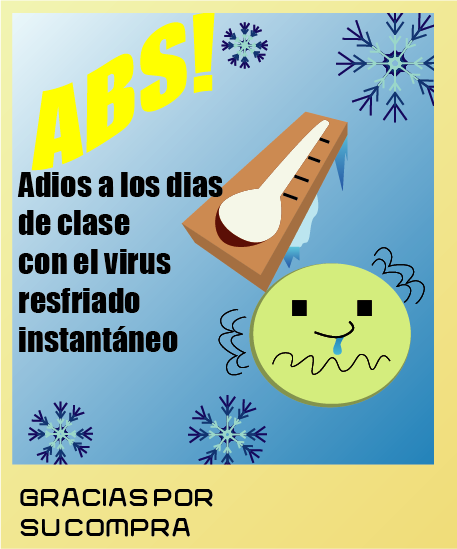 ABS!
Adios a los dias
de clase
con el virus
resfriado
instantáneo
GRACIAS POR
SU COMPRA